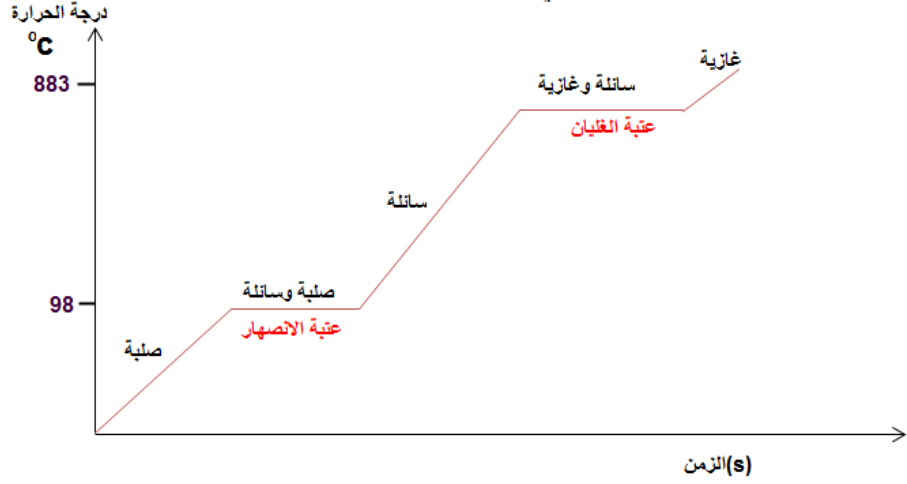 درجة الحرارة
°C
غازية
883
سائلة وغازية
عتبة الغليان
سائلة
98
صلبة وسائلة
عتبة الانصهار
صلبة
الزمن(s)